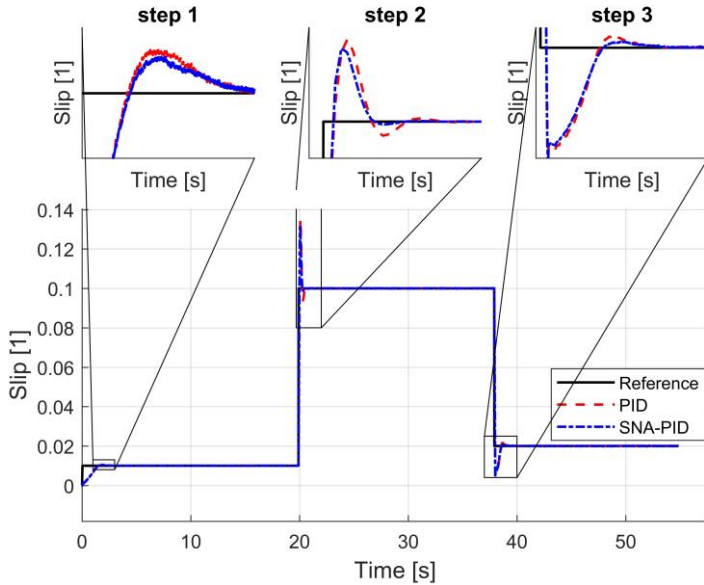 step 1 step 2 step 3
Slip [1] Slip [1] Slip [1]
Time [s] Time [s] Time [s]
0.14
0.12
0.1
0.08
0.06
0.04
0.02
0
Slip [1]
Reference
PID
SNA-PID
0 10 20 30 40 50
Time [s]